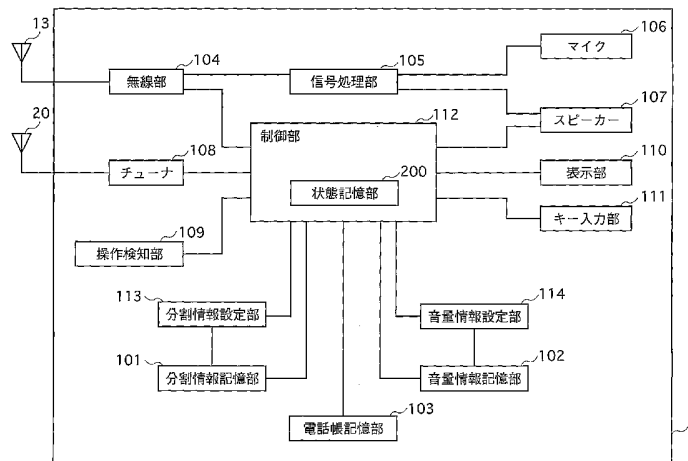 13
104
無線部
105
信号処理部
106
マイク
107
スピーカー
20
108
チューナ
112
制御部
200
状態記憶部
110
表示部
111
キー入力部
109
操作検知部
113
分割情報設定部
114
音量情報設定部
101
分割情報記憶部
102
音量情報記憶部
103
電話帳記憶部